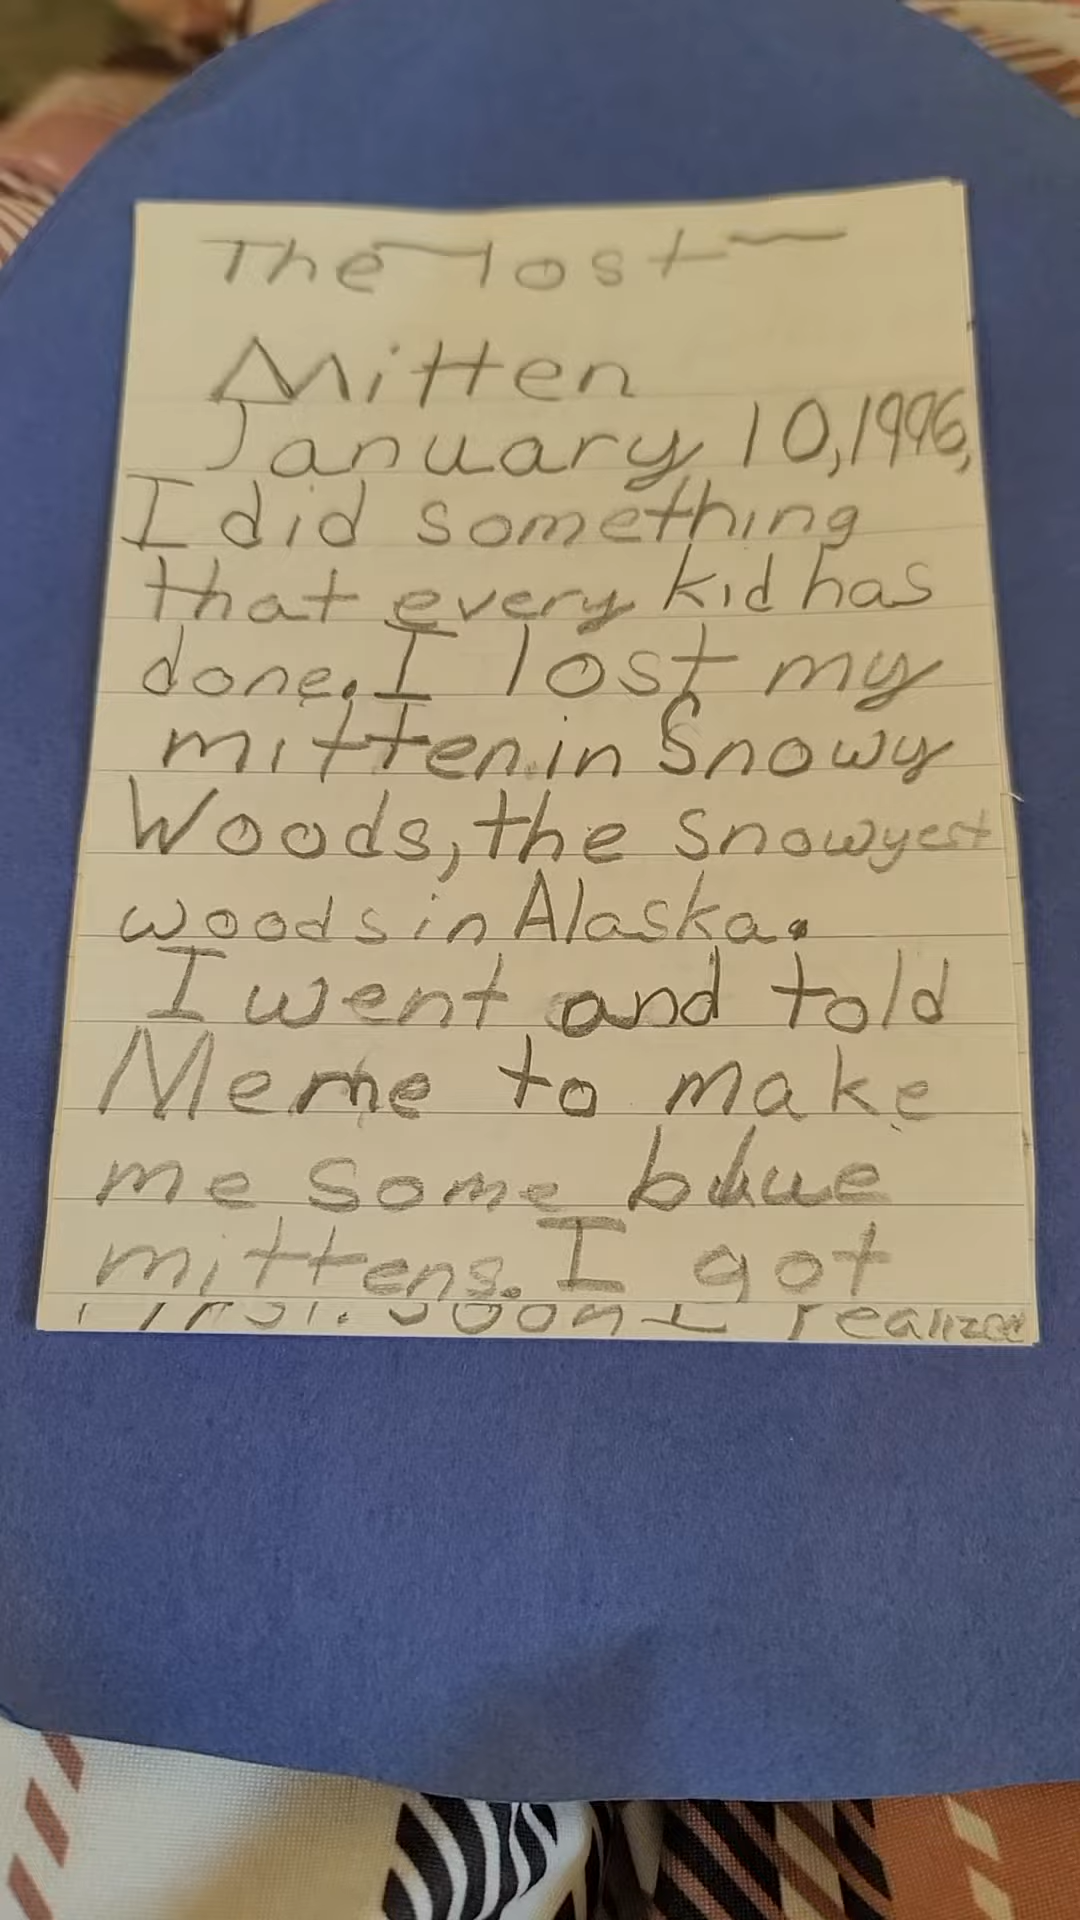 The lost
Mitten
January 10, 1996,
I did something
that every kid has
done. I lost my
mitten.in Snowy
Woods, the snowyest
woods in Alaska.
I went and told
Meme to make
me some blue
mittens. I got
soon I realized